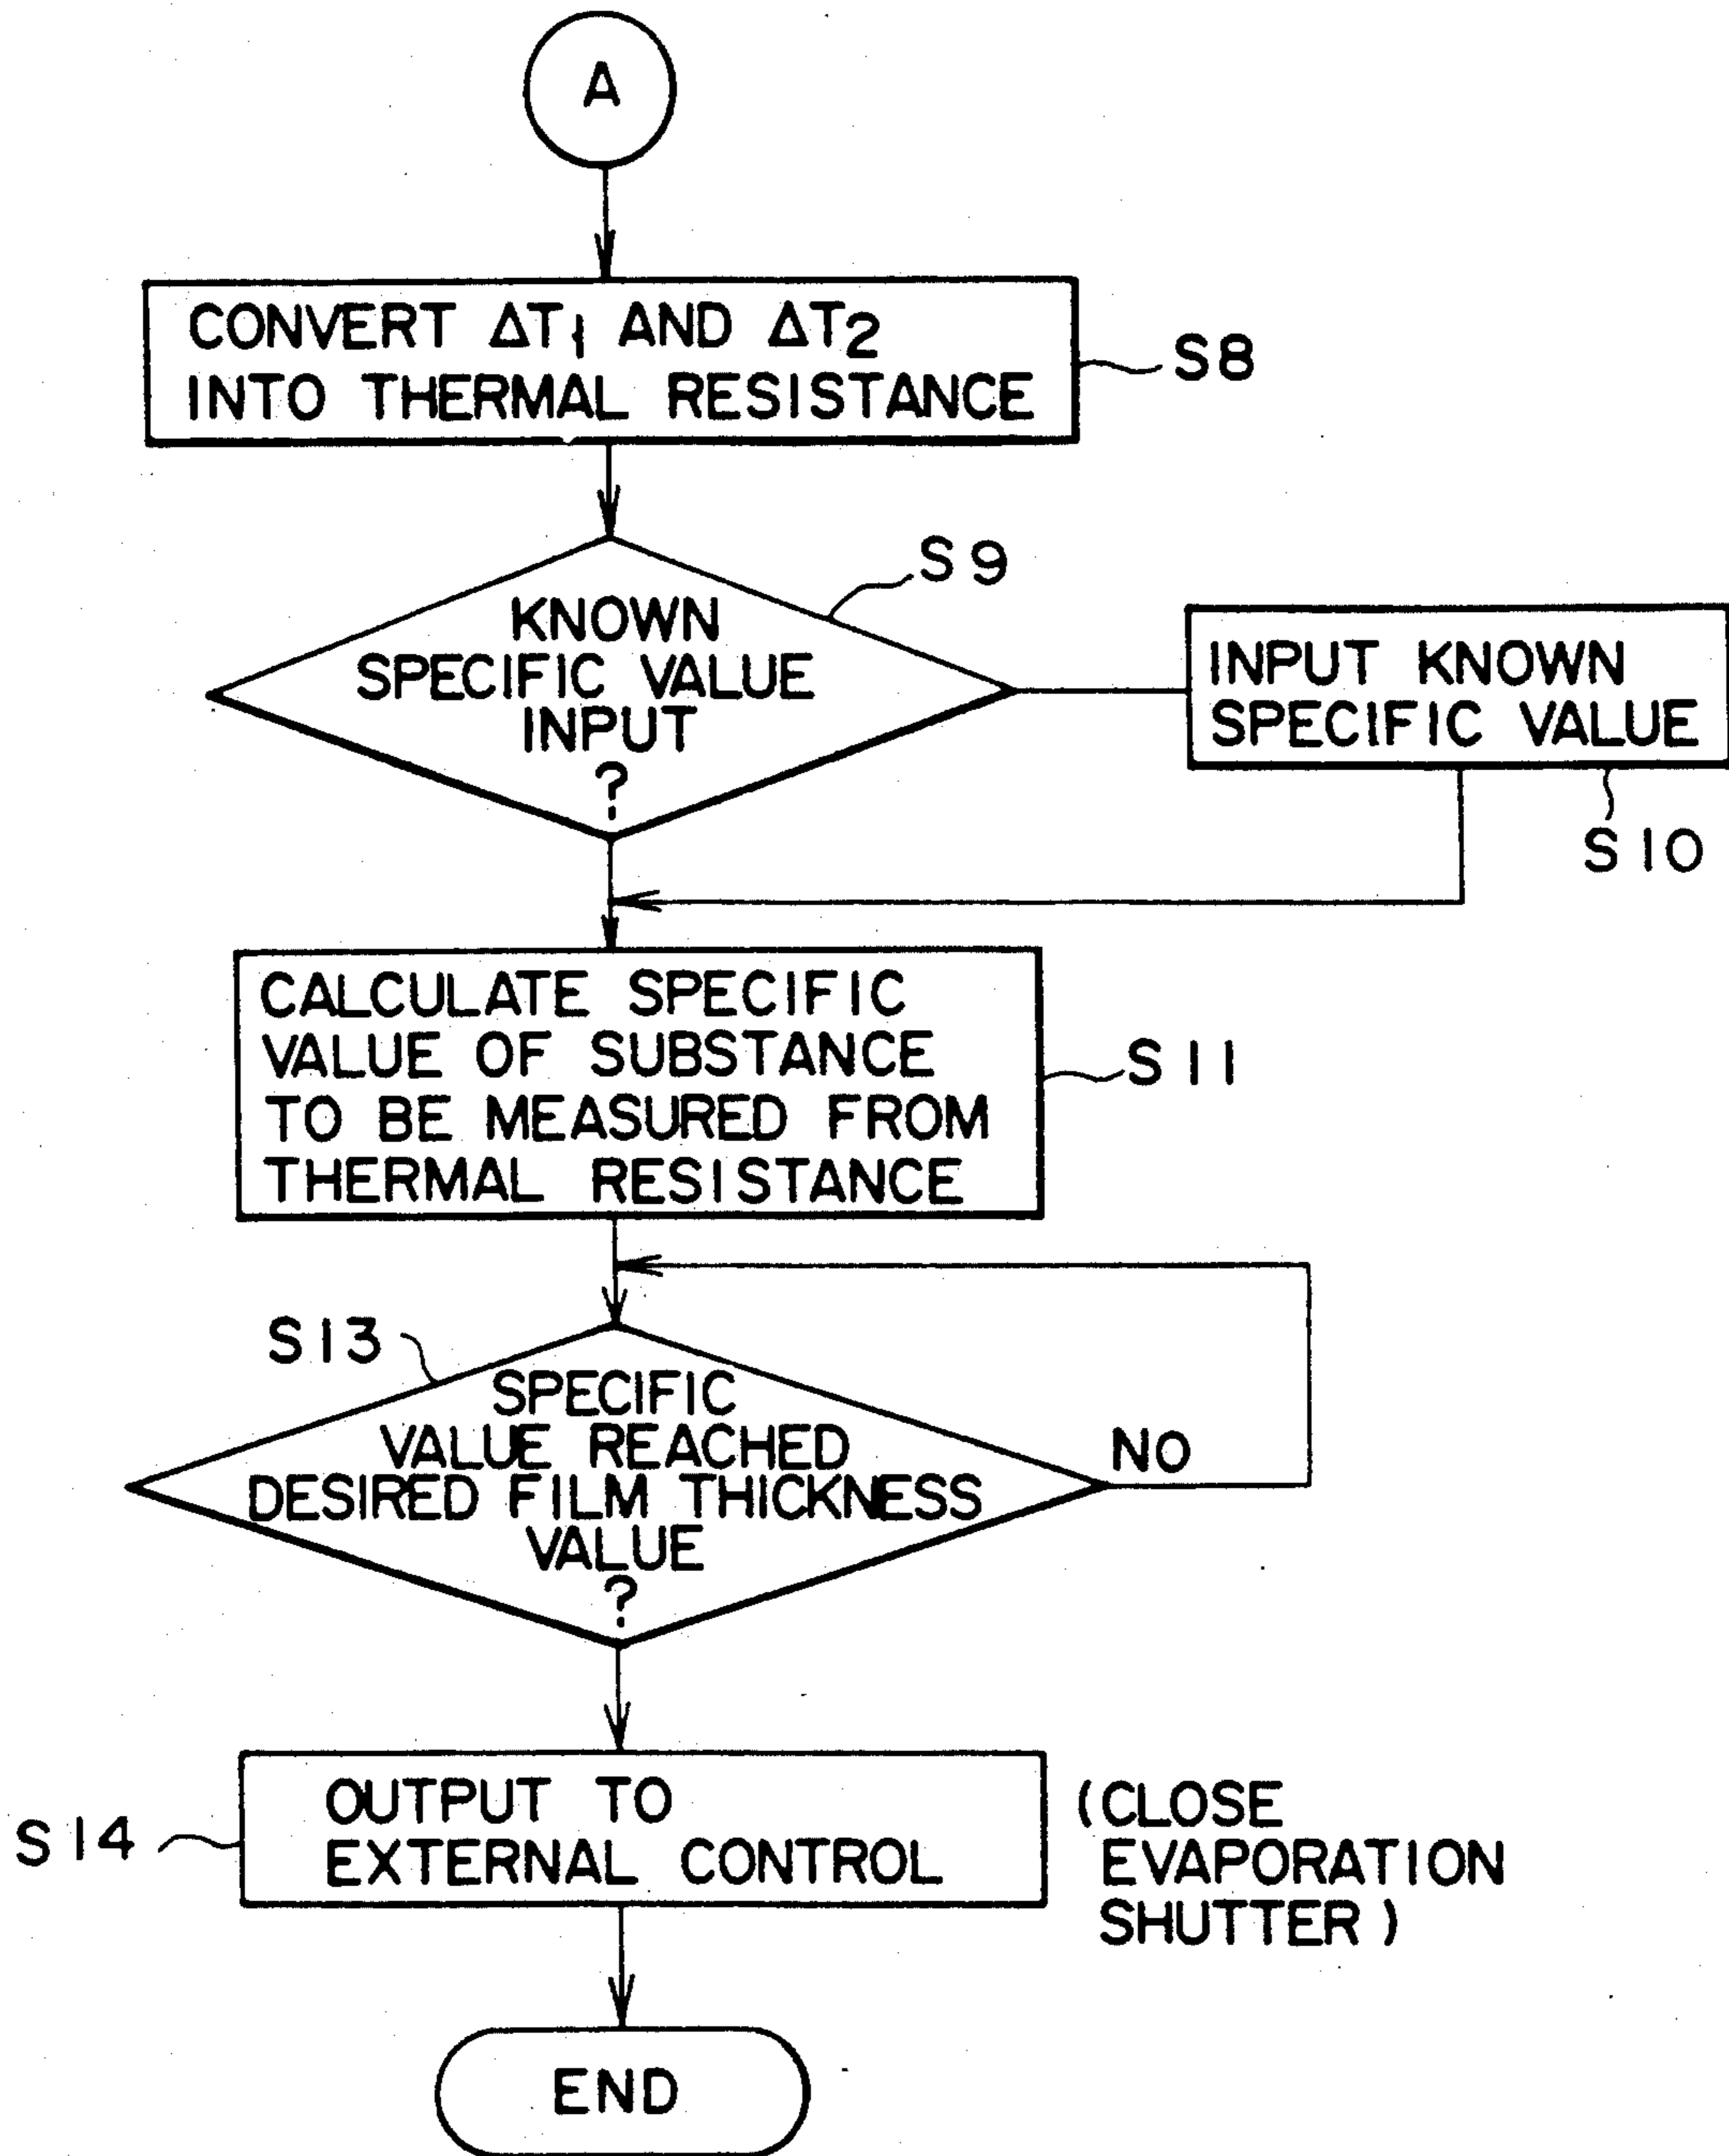 A
CONVERT ΔT₁ AND ΔT₂
INTO THERMAL RESISTANCE
S8
S9
KNOWN
SPECIFIC VALUE
INPUT
?
INPUT KNOWN
SPECIFIC VALUE
S10
CALCULATE SPECIFIC
VALUE OF SUBSTANCE
TO BE MEASURED FROM
THERMAL RESISTANCE
S11
S13
SPECIFIC
VALUE REACHED
DESIRED FILM THICKNESS
VALUE
?
NO
OUTPUT TO
EXTERNAL CONTROL
S14
(CLOSE
EVAPORATION
SHUTTER)
END